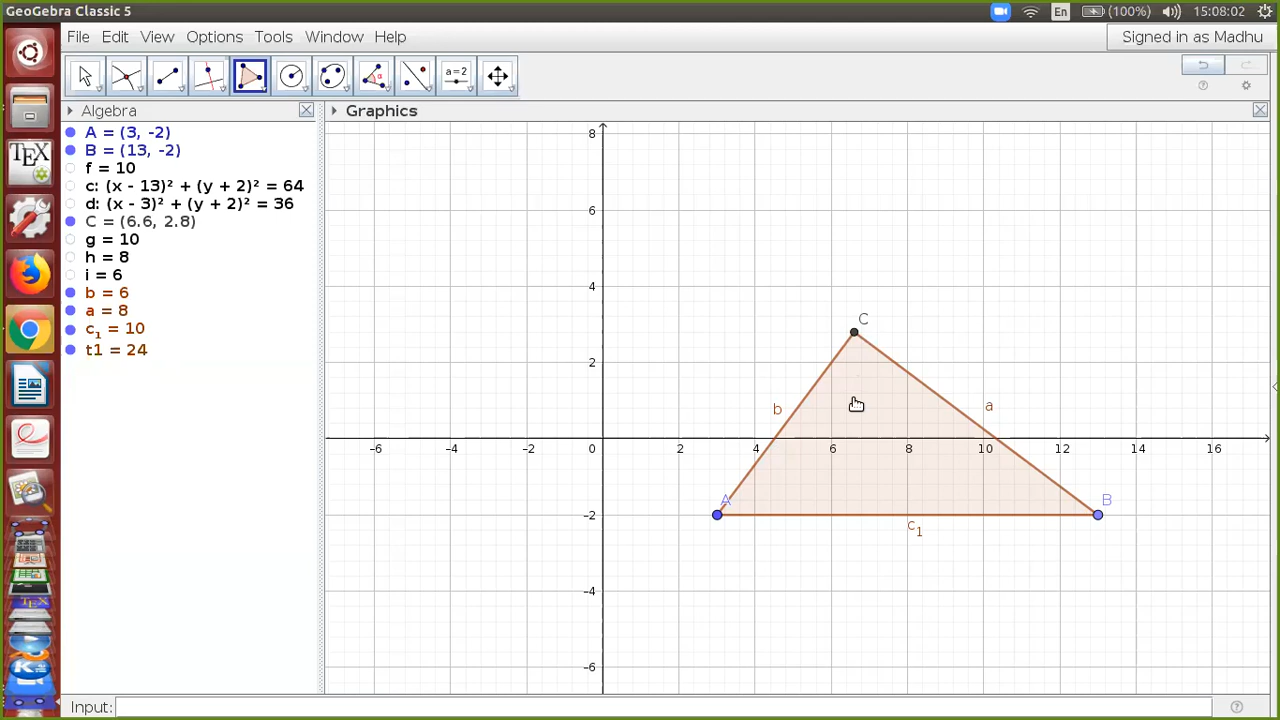 GeoGebra Classic 5
En (100%) 15:08:02
File Edit View Options Tools Window Help
Signed in as Madhu
α
a=2
Algebra
Graphics
A = (3, -2)
B = (13, -2)
f = 10
c: (x - 13)² + (y + 2)² = 64
d: (x - 3)² + (y + 2)² = 36
C = (6.6, 2.8)
g = 10
h = 8
i = 6
b = 6
a = 8
c₁ = 10
t1 = 24
8
6
4
C
2
b
a
-6 -4 -2 0 2 4 6 8 10 12 14 16
A
B
-2
c₁
-4
-6
Input:
TEX